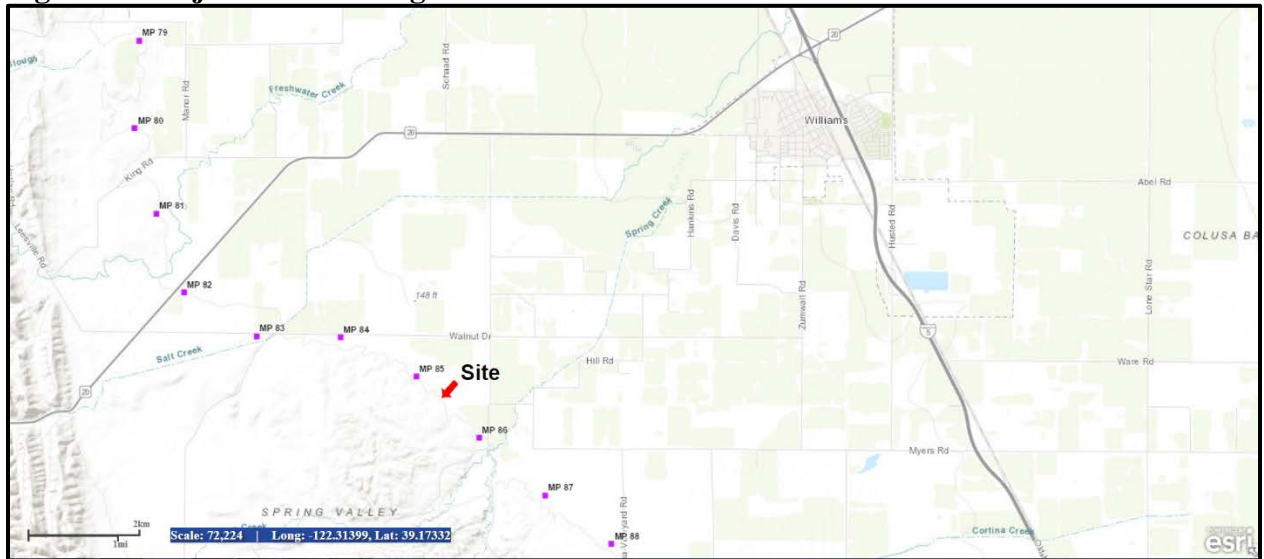 MP 79
20
Schaad Rd
Manor Rd
Freshwater Creek
MP 80
20
Williams
King Rd
Abel Rd
MP 81
Spring Creek
Hankins Rd
Davis Rd
Husted Rd
Leesville Rd
COLUSA BA
MP 82
148 ft
Zumwalt Rd
Lone Star Rd
MP 83
MP 84
Walnut Dr
5
Salt Creek
Hill Rd
Ware Rd
MP 85
Site
20
MP 86
Myers Rd
MP 87
SPRING VALLEY
MP 88
Cortina Creek
2km
1mi
Scale: 72,224 | Long: -122.31399, Lat: 39.17332
Creek
POWERED BY
esri